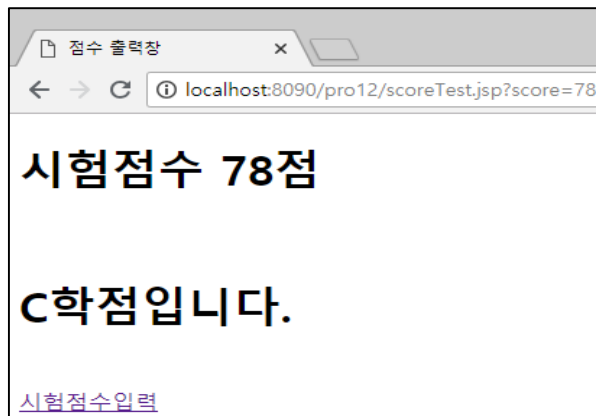 점수 출력창
localhost:8090/pro12/scoreTest.jsp?score=78
시험점수 78점
C학점입니다.
시험점수입력